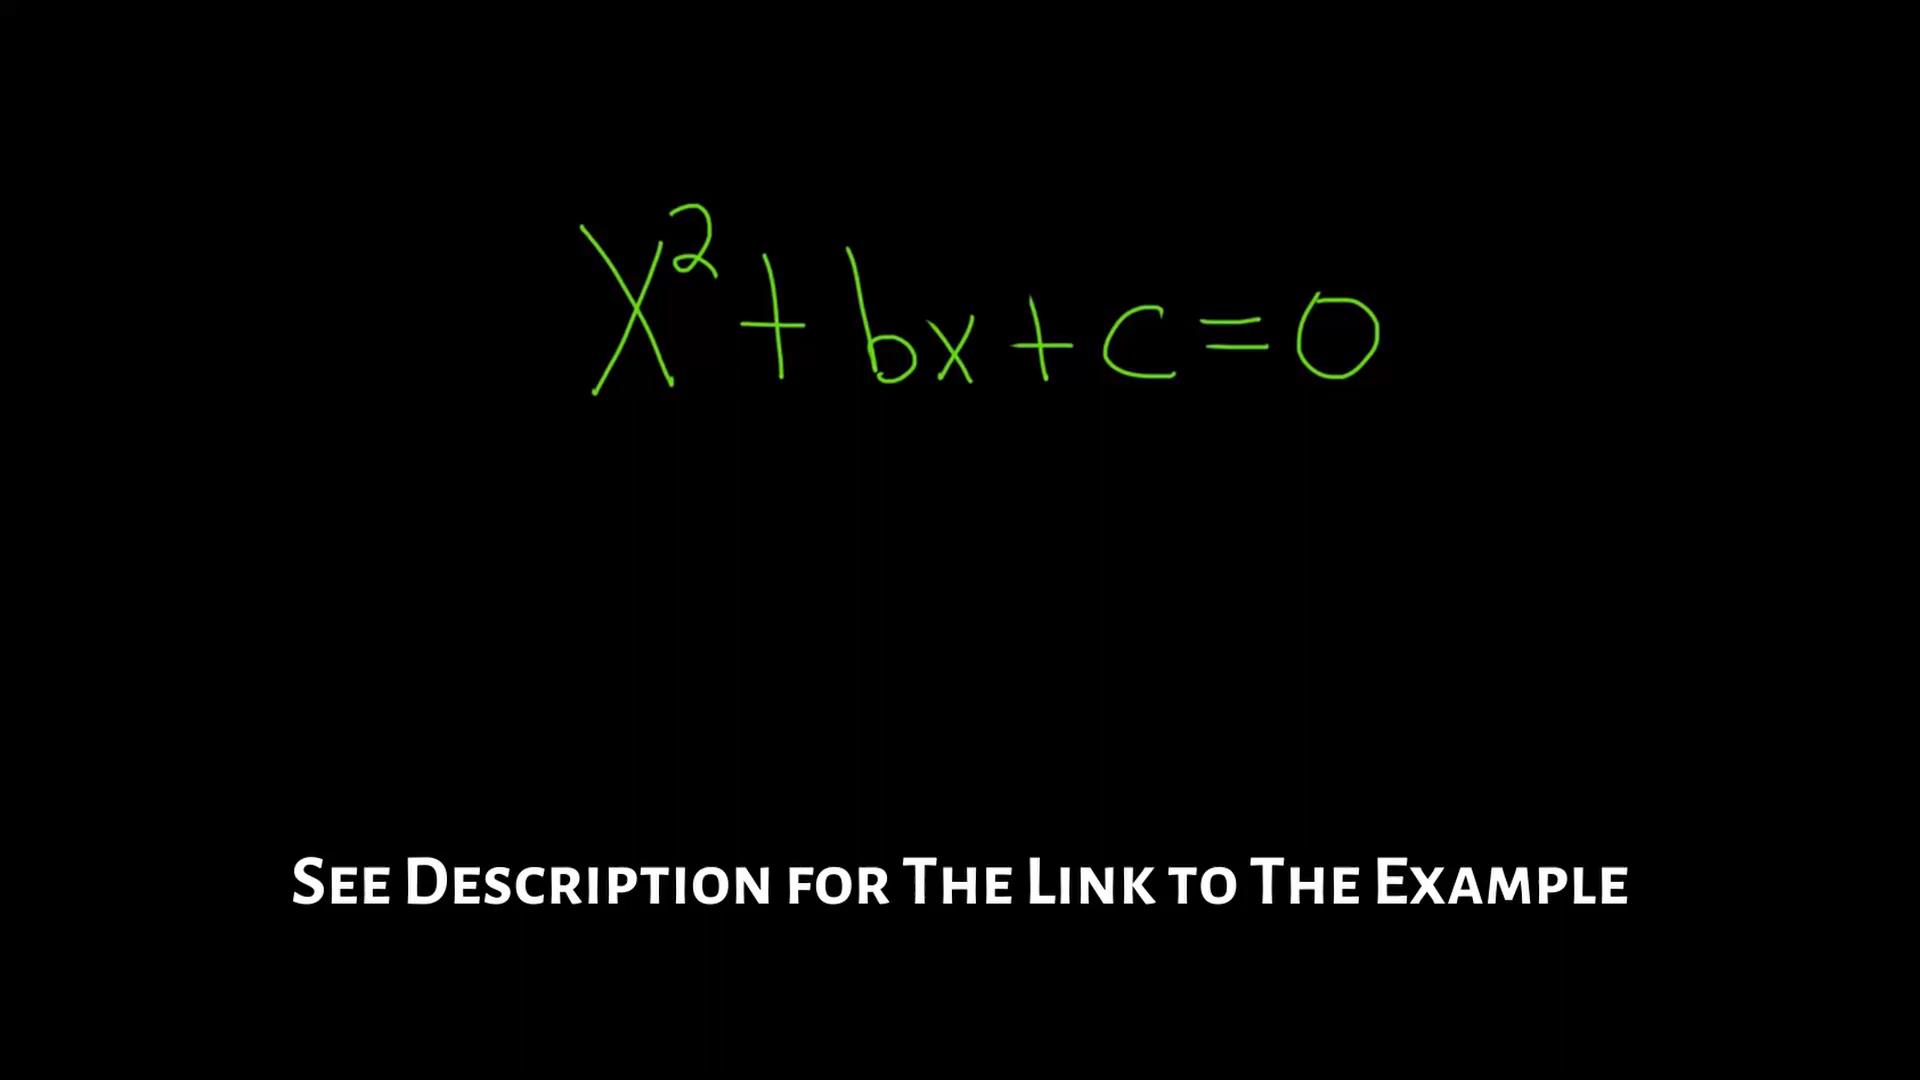 X²+bx+c=0
See Description for The Link to The Example